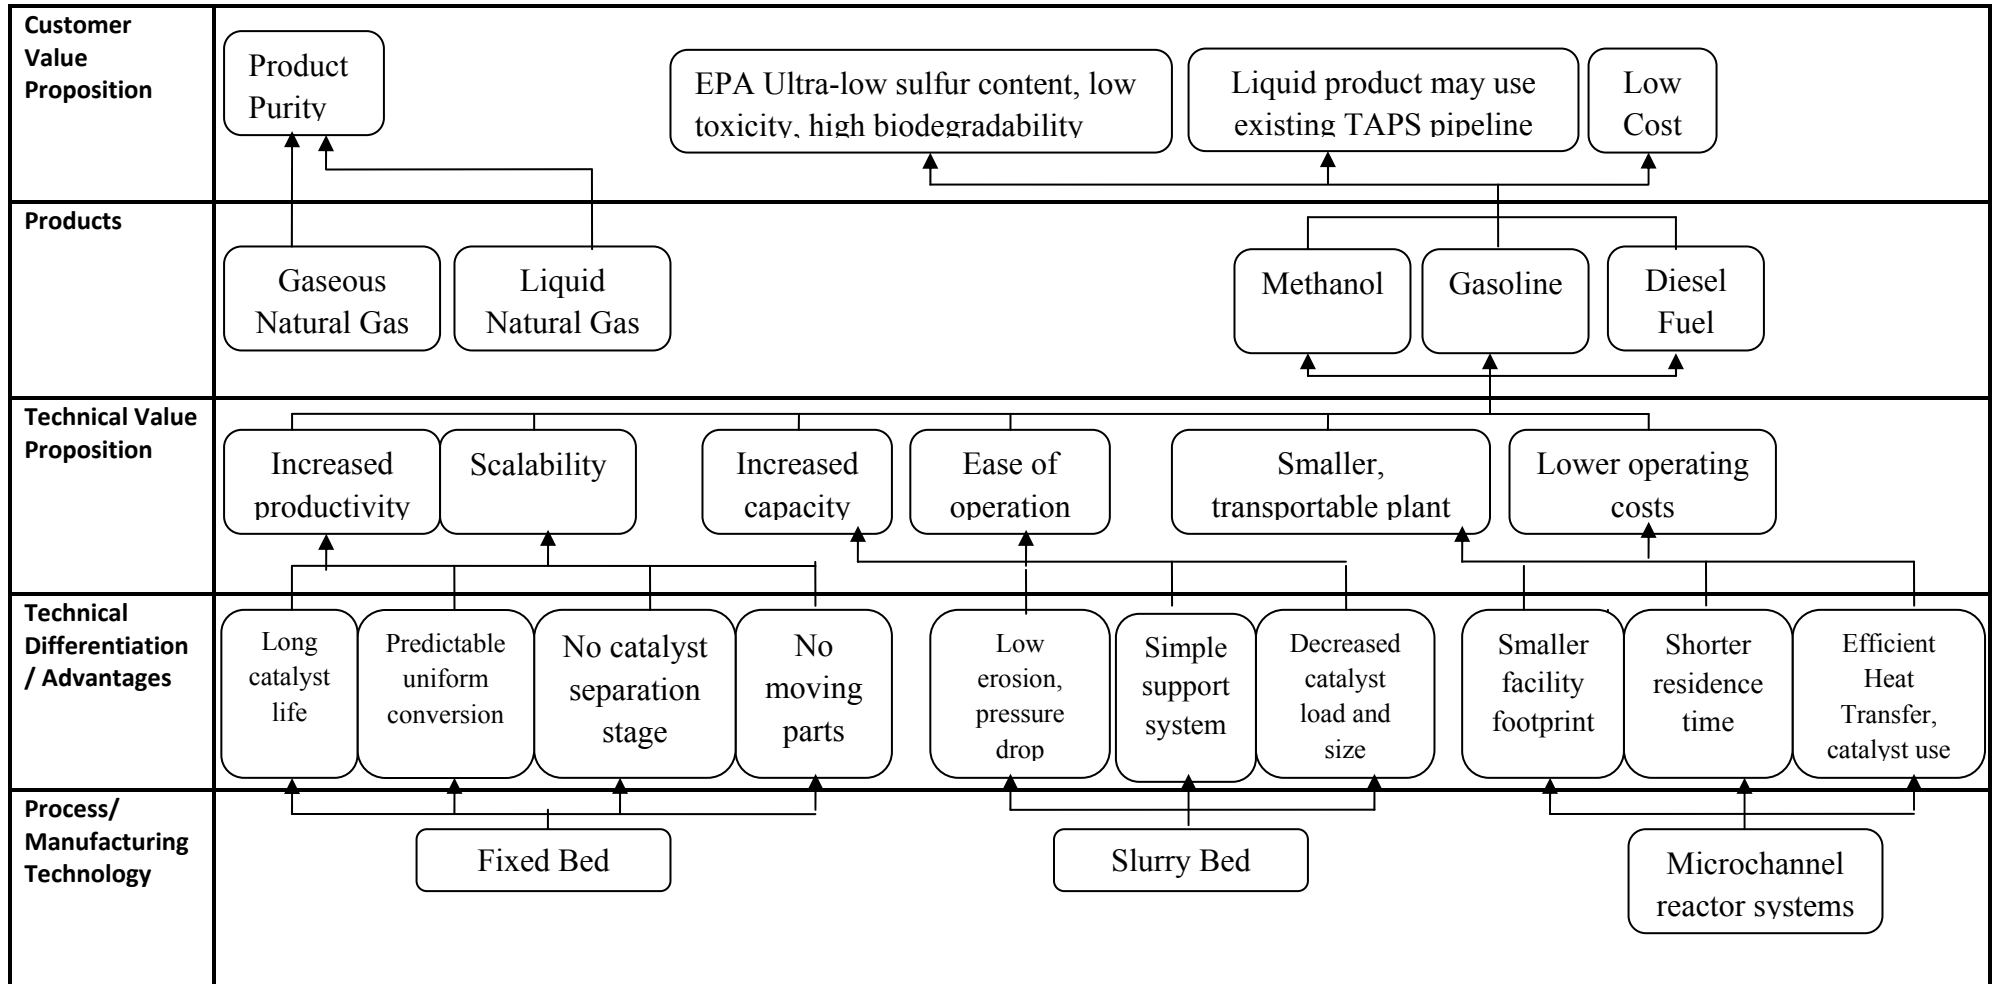 Customer
Value
Proposition
Product
Purity
EPA Ultra-low sulfur content, low
toxicity, high biodegradability
Liquid product may use
existing TAPS pipeline
Low
Cost
Products
Gaseous
Natural Gas
Liquid
Natural Gas
Methanol
Gasoline
Diesel
Fuel
Technical Value
Proposition
Increased
productivity
Scalability
Increased
capacity
Ease of
operation
Smaller,
transportable plant
Lower operating
costs
Technical
Differentiation
/ Advantages
Long
catalyst
life
Predictable
uniform
conversion
No catalyst
separation
stage
No
moving
parts
Low
erosion,
pressure
drop
Simple
support
system
Decreased
catalyst
load and
size
Smaller
facility
footprint
Shorter
residence
time
Efficient
Heat
Transfer,
catalyst use
Process/
Manufacturing
Technology
Fixed Bed
Slurry Bed
Microchannel
reactor systems